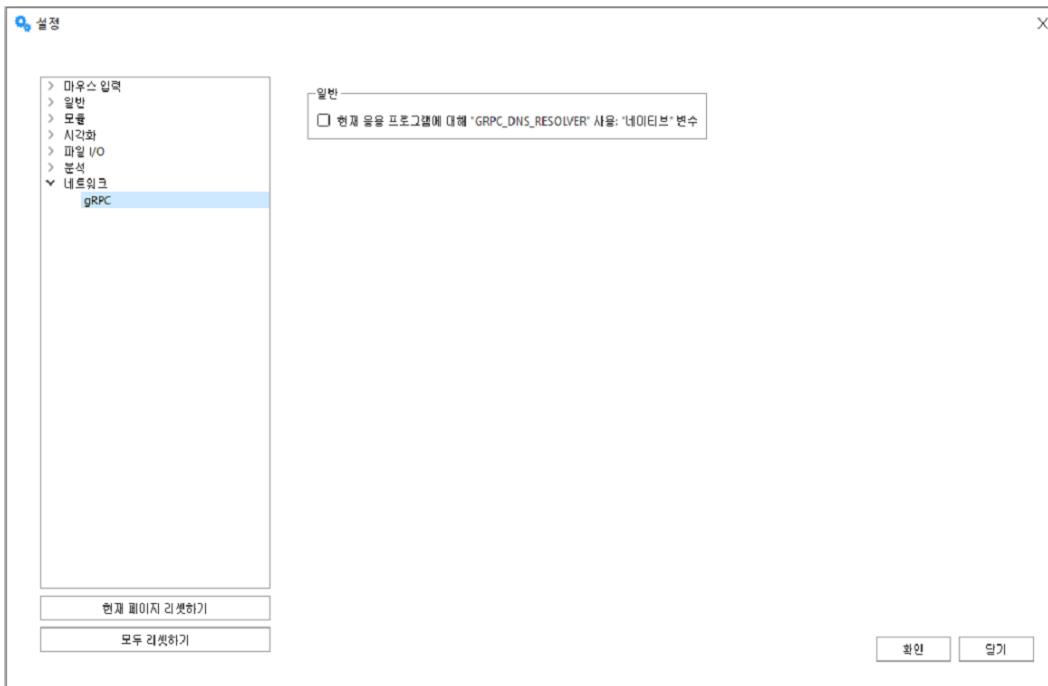 설정
마우스 입력
일반
모듈
시각화
파일 I/O
분석
네트워크
gRPC
일반
현재 응용 프로그램에 대해 "GRPC_DNS_RESOLVER" 사용: "네이티브" 변수
현재 페이지 리셋하기
모두 리셋하기
확인
닫기